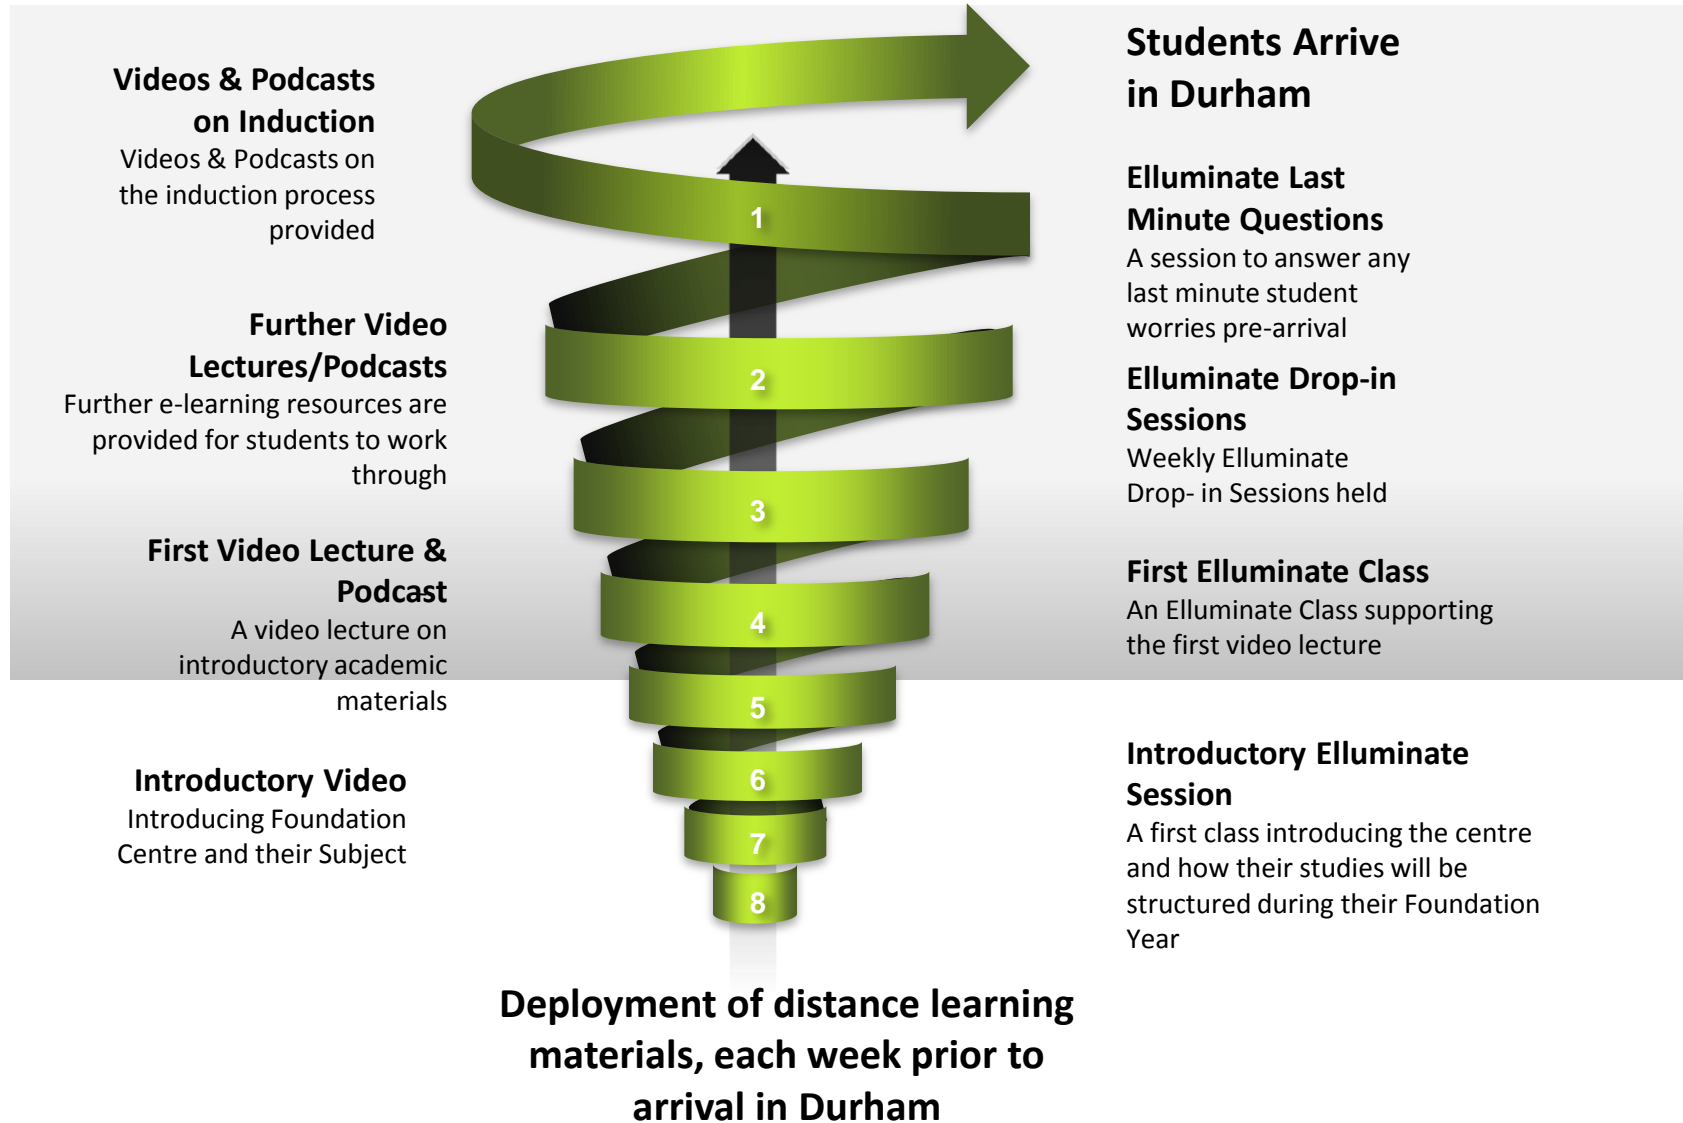 Videos & Podcasts
on Induction
Videos & Podcasts on
the induction process
provided
Further Video
Lectures/Podcasts
Further e-learning resources are
provided for students to work
through
First Video Lecture &
Podcast
A video lecture on
introductory academic
materials
Introductory Video
Introducing Foundation
Centre and their Subject
1
2
3
4
5
6
7
8
Students Arrive
in Durham
Elluminate Last
Minute Questions
A session to answer any
last minute student
worries pre-arrival
Elluminate Drop-in
Sessions
Weekly Elluminate
Drop- in Sessions held
First Elluminate Class
An Elluminate Class supporting
the first video lecture
Introductory Elluminate
Session
A first class introducing the centre
and how their studies will be
structured during their Foundation
Year
Deployment of distance learning
materials, each week prior to
arrival in Durham